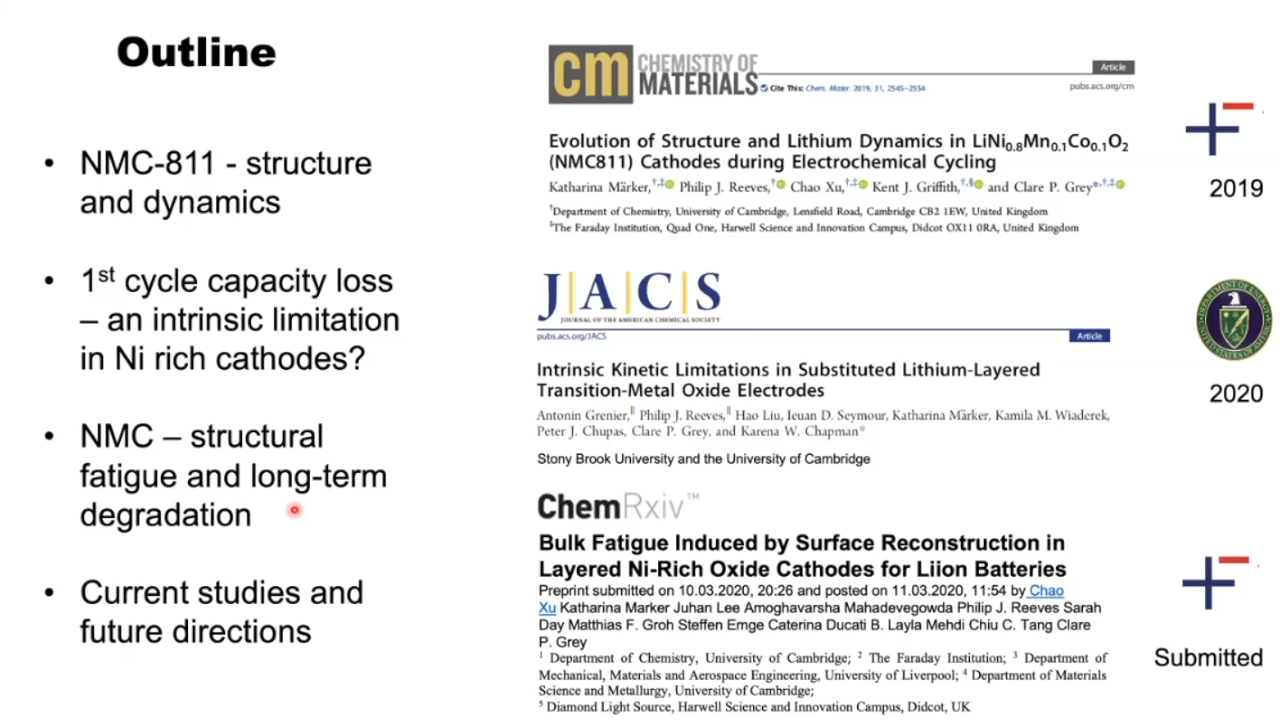 Outline
• NMC-811 - structure
and dynamics
• 1st cycle capacity loss
– an intrinsic limitation
in Ni rich cathodes?
• NMC – structural
fatigue and long-term
degradation
• Current studies and
future directions
cm CHEMISTRY OF
MATERIALS
Article
Cite This: Chem. Mater. 2019, 31, 2545−2554
pubs.acs.org/cm
Evolution of Structure and Lithium Dynamics in LiNi0.8Mn0.1Co0.1O2
(NMC811) Cathodes during Electrochemical Cycling
Katharina Märker,†,‡ Philip J. Reeves,† Chao Xu,†,‡ Kent J. Griffith,†,§ and Clare P. Grey*,†,‡
†Department of Chemistry, University of Cambridge, Lensfield Road, Cambridge CB2 1EW, United Kingdom
‡The Faraday Institution, Quad One, Harwell Science and Innovation Campus, Didcot OX11 0RA, United Kingdom
2019
J|A|C|S
JOURNAL OF THE AMERICAN CHEMICAL SOCIETY
pubs.acs.org/JACS
Article
Intrinsic Kinetic Limitations in Substituted Lithium-Layered
Transition-Metal Oxide Electrodes
Antonin Grenier,∥ Philip J. Reeves,∥ Hao Liu, Ieuan D. Seymour, Katharina Märker, Kamila M. Wiaderek,
Peter J. Chupas, Clare P. Grey, and Karena W. Chapman*
Stony Brook University and the University of Cambridge
2020
ChemRxiv™
Bulk Fatigue Induced by Surface Reconstruction in
Layered Ni-Rich Oxide Cathodes for Liion Batteries
Preprint submitted on 10.03.2020, 20:26 and posted on 11.03.2020, 11:54 by Chao
Xu Katharina Marker Juhan Lee Amoghavarsha Mahadevegowda Philip J. Reeves Sarah
Day Matthias F. Groh Steffen Emge Caterina Ducati B. Layla Mehdi Chiu C. Tang Clare
P. Grey
1 Department of Chemistry, University of Cambridge; 2 The Faraday Institution; 3 Department of
Mechanical, Materials and Aerospace Engineering, University of Liverpool; 4 Department of Materials
Science and Metallurgy, University of Cambridge;
5 Diamond Light Source, Harwell Science and Innovation Campus, Didcot, UK
Submitted